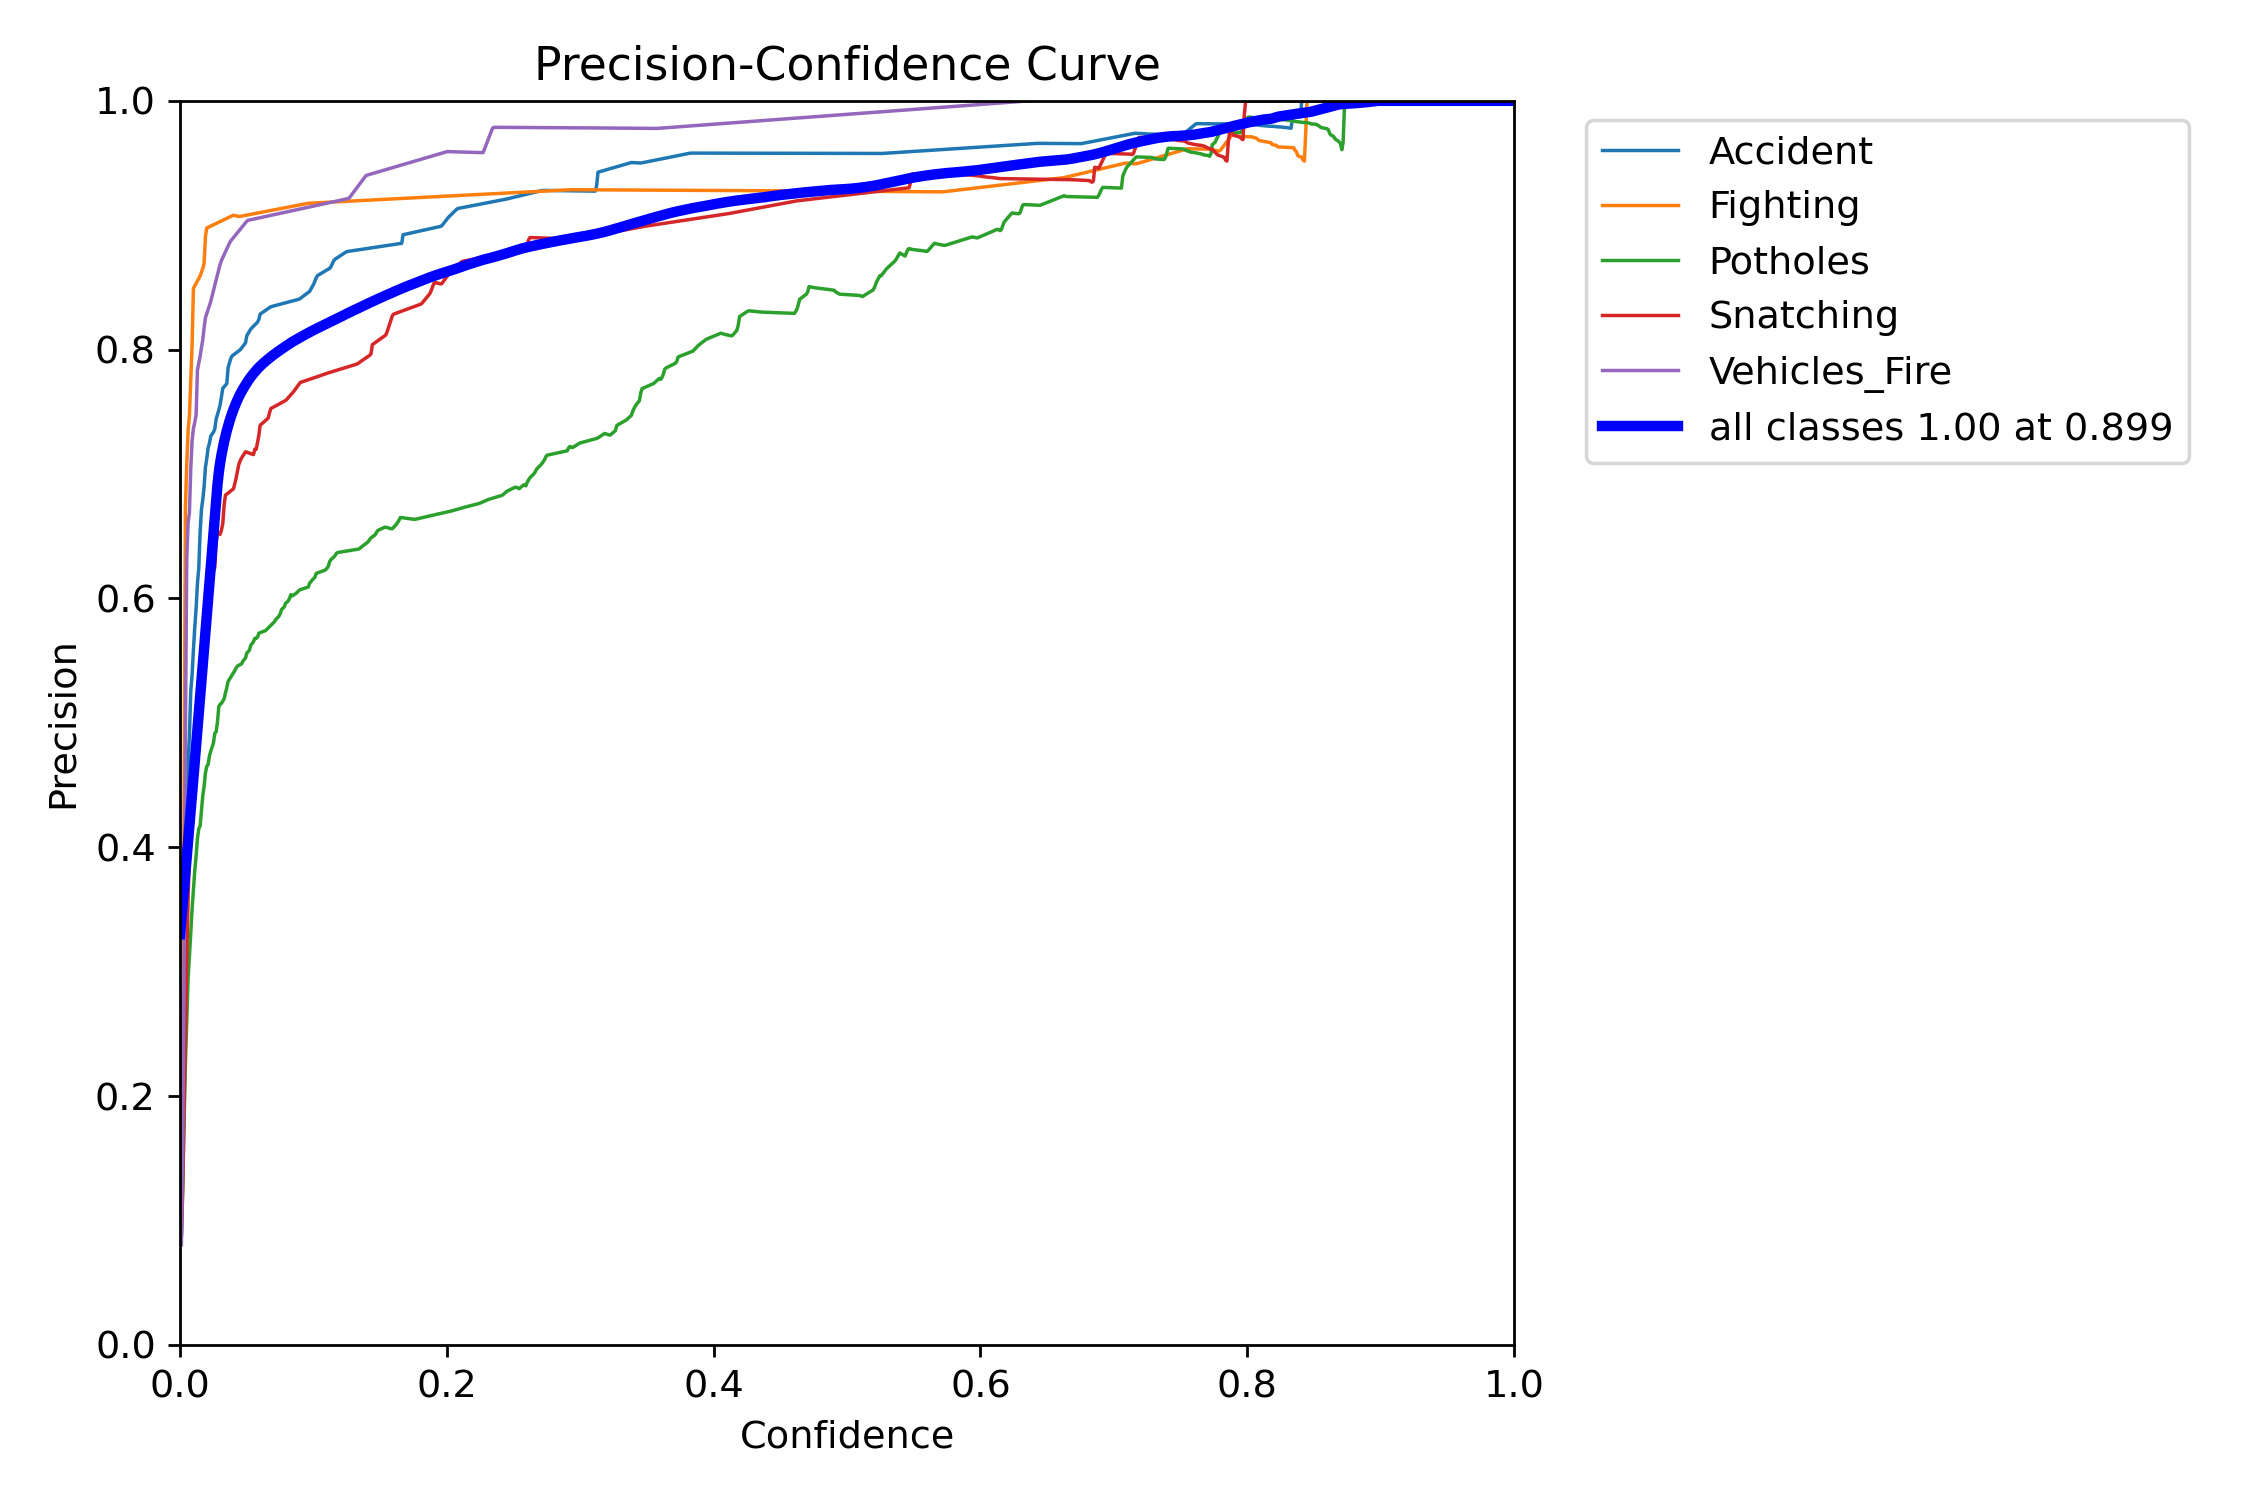 Precision-Confidence Curve
1.0
0.8
0.6
0.4
0.2
0.0
Precision
0.0 0.2 0.4 0.6 0.8 1.0
Confidence
Accident
Fighting
Potholes
Snatching
Vehicles_Fire
all classes 1.00 at 0.899